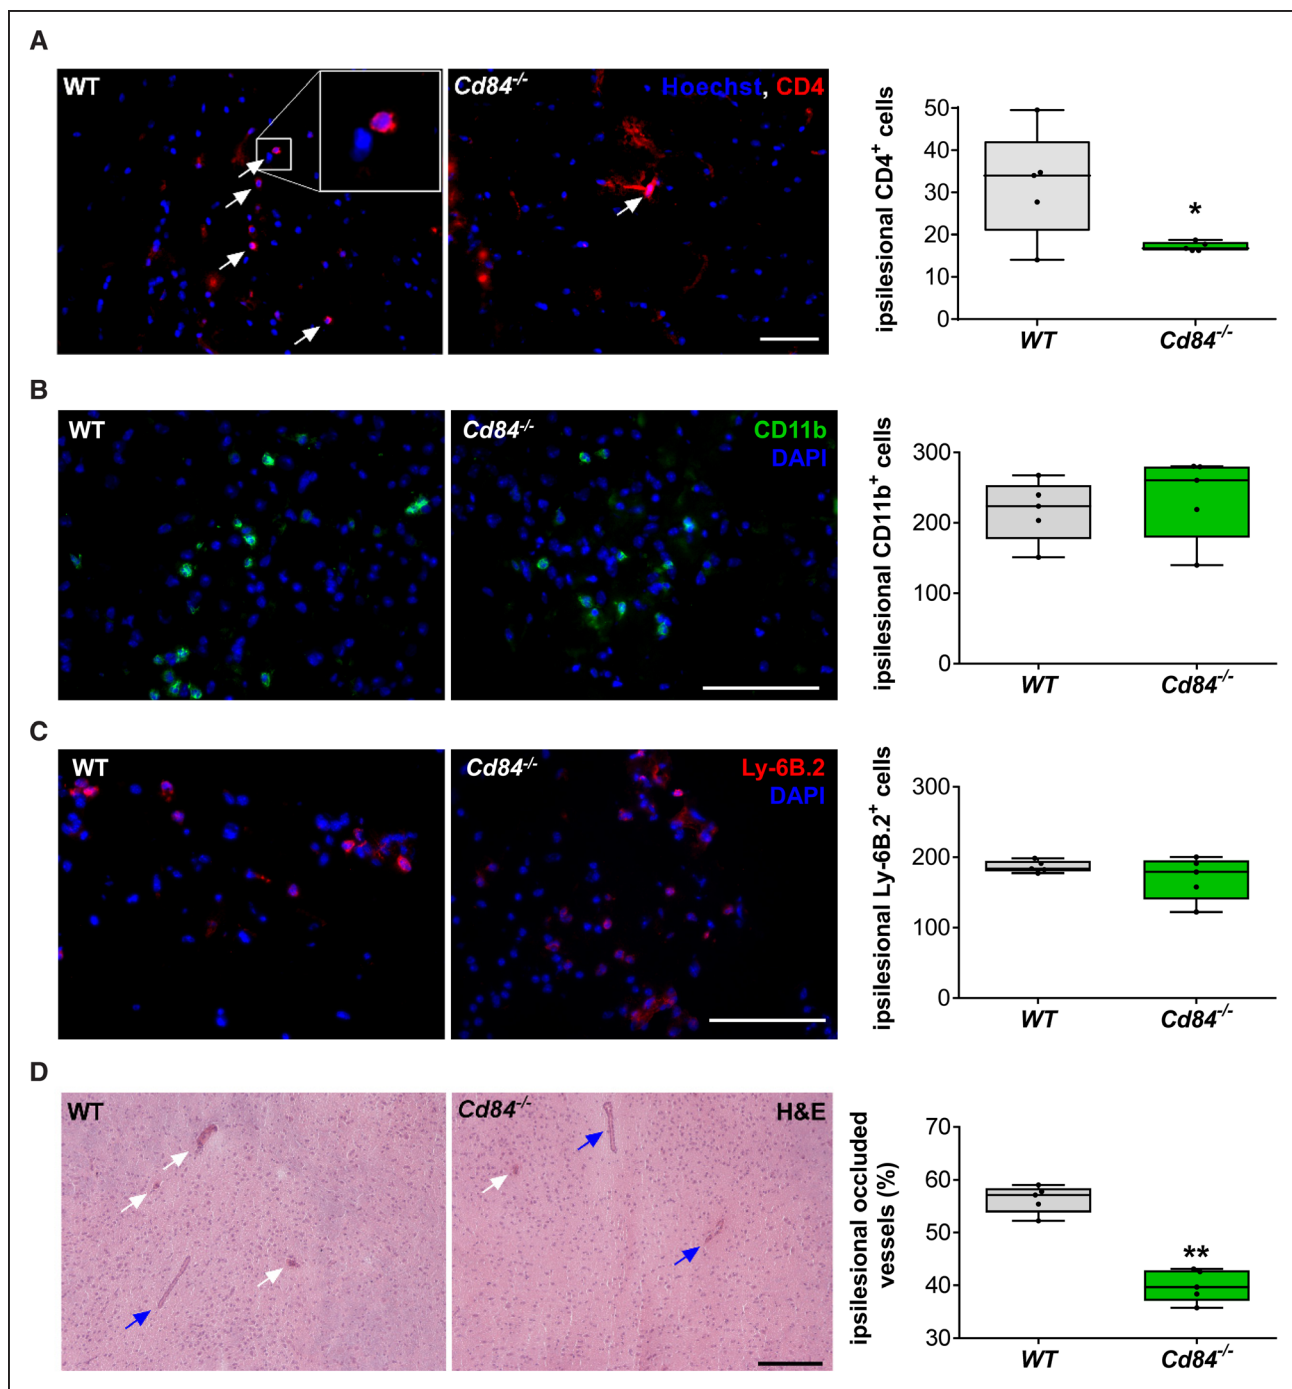 A
WT
Cd84-/-
Hoechst, CD4
ipsilesional CD4+ cells
50
40
30
20
10
0
*
WT
Cd84-/-
B
WT
Cd84-/-
CD11b
DAPI
ipsilesional CD11b+ cells
300
200
100
0
WT
Cd84-/-
C
WT
Cd84-/-
Ly-6B.2
DAPI
ipsilesional Ly-6B.2+ cells
300
200
100
0
WT
Cd84-/-
D
WT
Cd84-/-
H&E
ipsilesional occluded
vessels (%)
70
60
50
40
30
**
WT
Cd84-/-